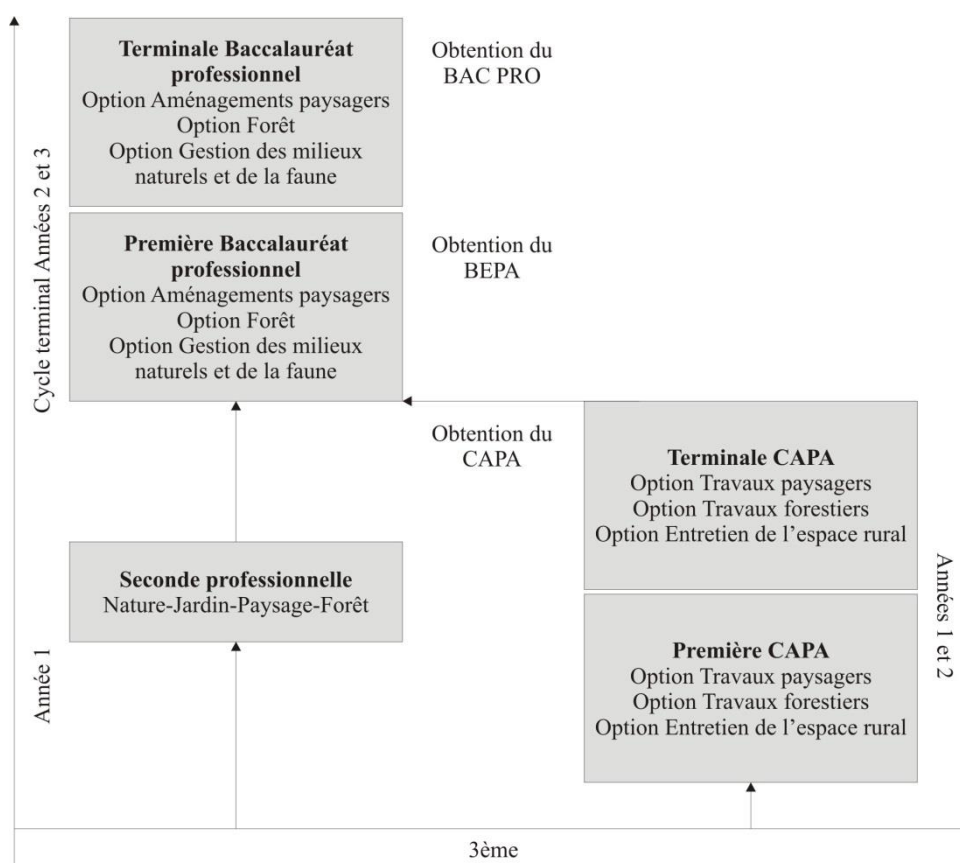 Terminale Baccalauréat
professionnel
Option Aménagements paysagers
Option Forêt
Option Gestion des milieux
naturels et de la faune
Obtention du
BAC PRO
Cycle terminal Années 2 et 3
Première Baccalauréat
professionnel
Option Aménagements paysagers
Option Forêt
Option Gestion des milieux
naturels et de la faune
Obtention du
BEPA
Obtention du
CAPA
Terminale CAPA
Option Travaux paysagers
Option Travaux forestiers
Option Entretien de l’espace rural
Seconde professionnelle
Nature-Jardin-Paysage-Forêt
Année 1
Première CAPA
Option Travaux paysagers
Option Travaux forestiers
Option Entretien de l’espace rural
Années 1 et 2
3ème